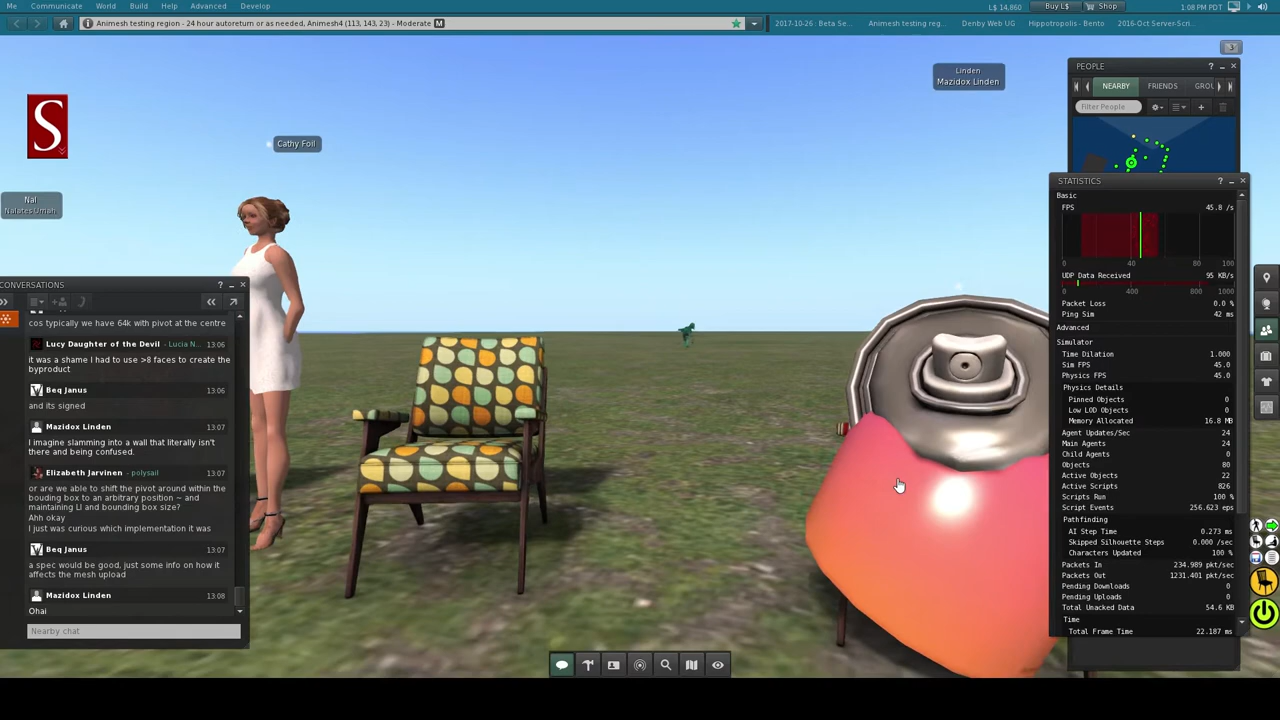 Me Communicate World Build Help Advanced Develop
L$ 14,860 Buy L$ Shop 1:08 PM PDT
Animesh testing region - 24 hour autoreturn or as needed, Animesh4 (113, 143, 23) - Moderate M
2017-10-26 : Beta Se... Animesh testing reg... Denby Web UG Hippotropolis - Bento 2016-Oct Server-Scri...
3
Linden
Mazidox Linden
S
Cathy Foil
Nal
NalatesUrriah
PEOPLE ? _ x
NEARBY FRIENDS GROU
Filter People
CONVERSATIONS
cos typically we have 64k with pivot at the centre
Lucy Daughter of the Devil - Lucia N... 13:06
it was a shame I had to use >8 faces to create the
byproduct
Beq Janus 13:06
and its signed
Mazidox Linden 13:07
I imagine slamming into a wall that literally isn't
there and being confused.
Elizabeth Jarvinen - polysail 13:07
or are we able to shift the pivot around within the
bouding box to an arbitrary position ~ and
maintaining LI and bounding box size?
Ahh okay
I just was curious which implementation it was
Beq Janus 13:07
a spec would be good, just some info on how it
affects the mesh upload
Mazidox Linden 13:08
Ohai
Nearby chat
STATISTICS
Basic
FPS 45.8 /s
0 40 80 100
UDP Data Received 95 KB/s
0 400 800 1000
Packet Loss 0.0 %
Ping Sim 42 ms
Advanced
Simulator
Time Dilation 1.000
Sim FPS 45.0
Physics FPS 45.0
Physics Details
Pinned Objects 0
Low LOD Objects 0
Memory Allocated 16.8 MB
Agent Updates/Sec 24
Main Agents 24
Child Agents 0
Objects 80
Active Objects 22
Active Scripts 826
Scripts Run 100 %
Script Events 256.623 eps
Pathfinding
AI Step Time 0.273 ms
Skipped Silhouette Steps 0.000 /sec
Characters Updated 100 %
Packets In 234.989 pkt/sec
Packets Out 1231.401 pkt/sec
Pending Downloads 0
Pending Uploads 0
Total Unacked Data 54.6 KB
Time
Total Frame Time 22.187 ms